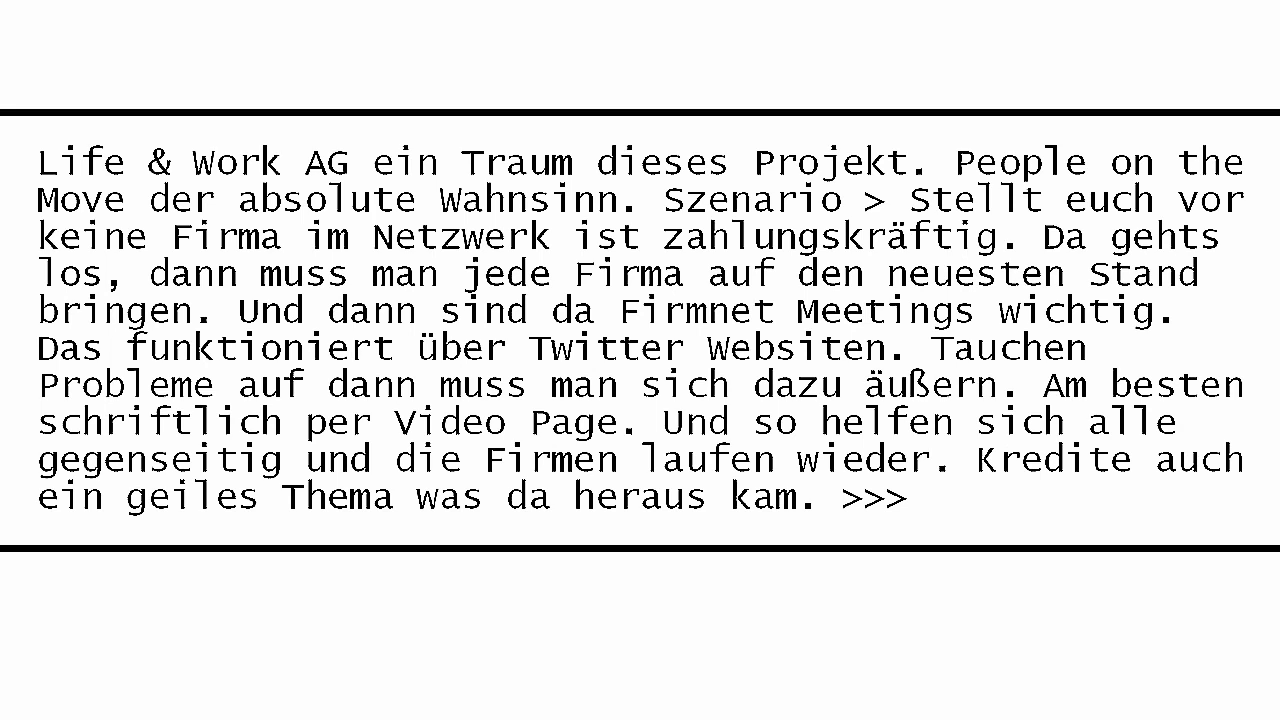 Life & Work AG ein Traum dieses Projekt. People on the
Move der absolute Wahnsinn. Szenario > Stellt euch vor
keine Firma im Netzwerk ist zahlungskräftig. Da gehts
los, dann muss man jede Firma auf den neuesten Stand
bringen. Und dann sind da Firmnet Meetings wichtig.
Das funktioniert über Twitter Websiten. Tauchen
Probleme auf dann muss man sich dazu äußern. Am besten
schriftlich per Video Page. Und so helfen sich alle
gegenseitig und die Firmen laufen wieder. Kredite auch
ein geiles Thema was da heraus kam. >>>